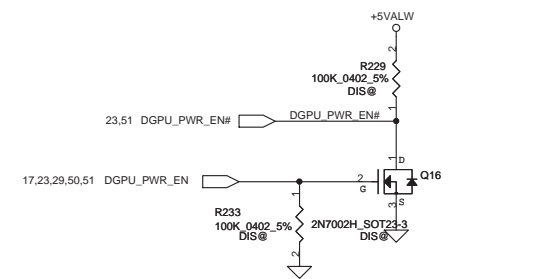 +5VALW
2
R229
100K_0402_5%
DIS@
1
23,51 DGPU_PWR_EN# DGPU_PWR_EN#
1 D
17,23,29,50,51 DGPU_PWR_EN 2 Q16
G
1 3 S
R233
100K_0402_5% 2N7002H_SOT23-3
DIS@ DIS@
2